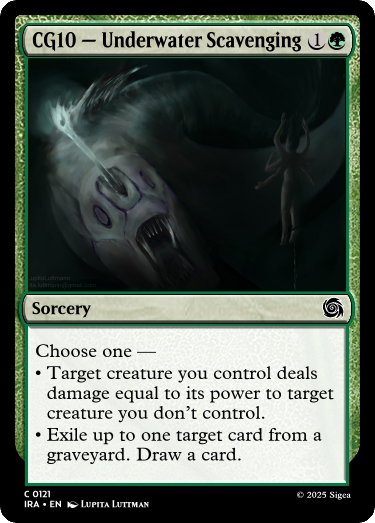 CG10 — Underwater Scavenging 1
Sorcery
Choose one —
• Target creature you control deals
damage equal to its power to target
creature you don't control.
• Exile up to one target card from a
graveyard. Draw a card.
C 0121
IRA • EN Lupita Luttman
© 2025 Sigea